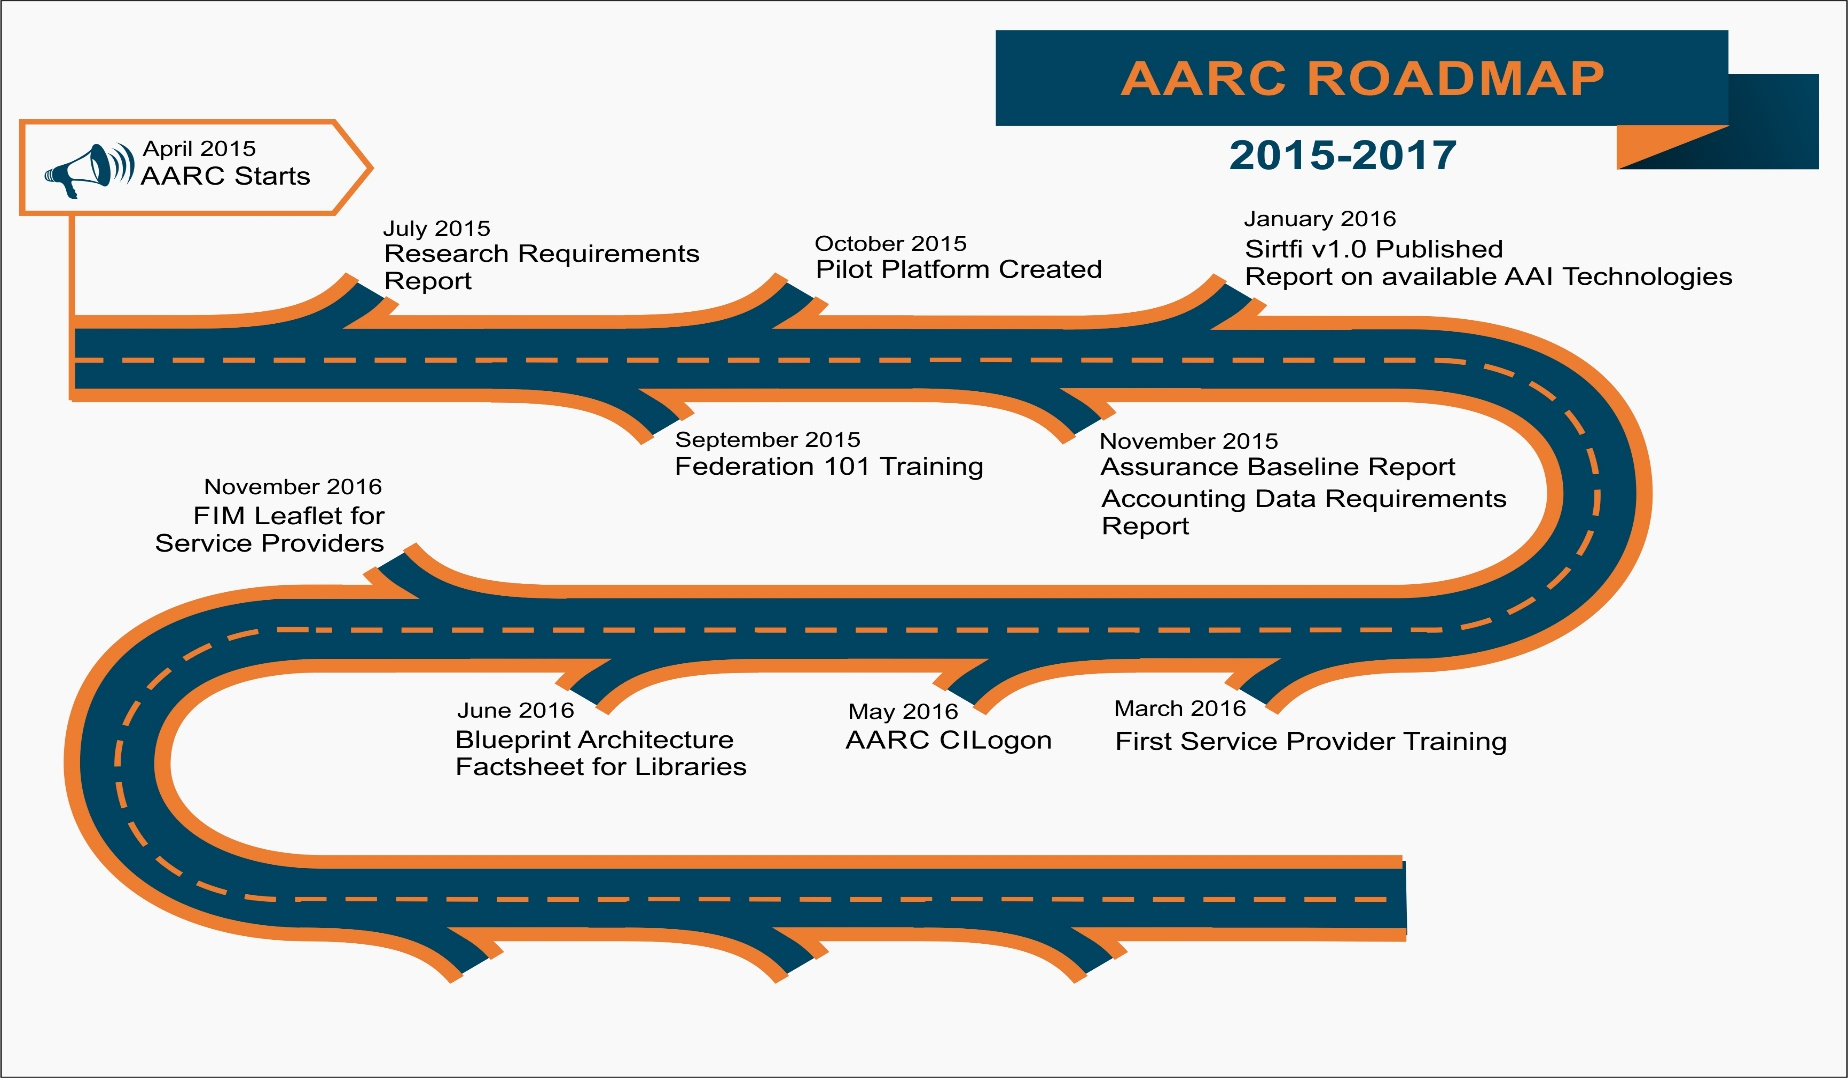 AARC ROADMAP
2015-2017
April 2015
AARC Starts
July 2015
Research Requirements
Report
September 2015
Federation 101 Training
October 2015
Pilot Platform Created
November 2015
Assurance Baseline Report
Accounting Data Requirements
Report
January 2016
Sirtfi v1.0 Published
Report on available AAI Technologies
March 2016
First Service Provider Training
May 2016
AARC CILogon
June 2016
Blueprint Architecture
Factsheet for Libraries
November 2016
FIM Leaflet for
Service Providers